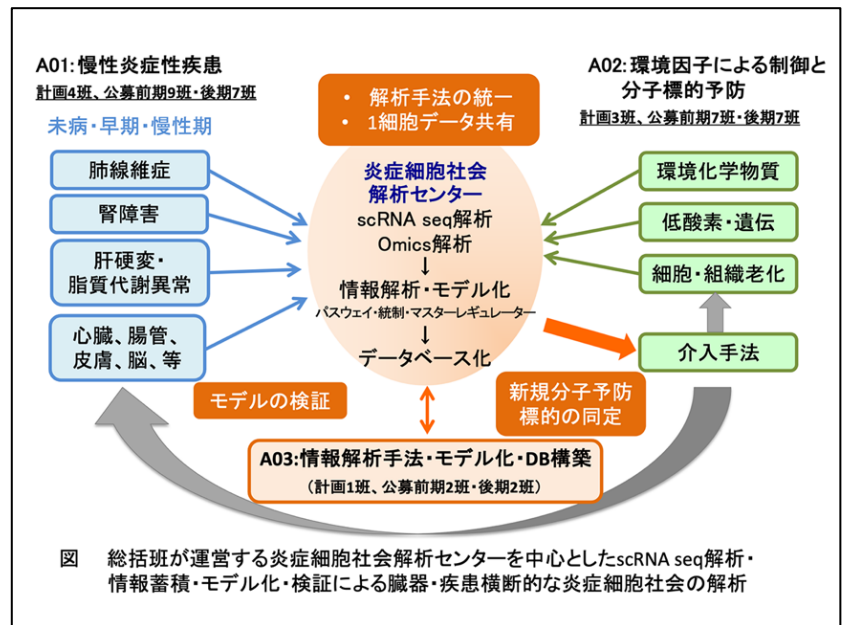 A01:慢性炎症性疾患
計画4班、公募前期9班・後期7班
未病・早期・慢性期
肺線維症
腎障害
肝硬変・
脂質代謝異常
心臓、腸管、
皮膚、脳、等
• 解析手法の統一
• 1細胞データ共有
炎症細胞社会
解析センター
scRNA seq解析
Omics解析
↓
情報解析・モデル化
パスウェイ・統制・マスターレギュレーター
↓
データベース化
A02:環境因子による制御と
分子標的予防
計画3班、公募前期7班・後期7班
環境化学物質
低酸素・遺伝
細胞・組織老化
介入手法
モデルの検証
新規分子予防
標的の同定
A03:情報解析手法・モデル化・DB構築
（計画1班、公募前期2班・後期2班）
図 総括班が運営する炎症細胞社会解析センターを中心としたscRNA seq解析・
情報蓄積・モデル化・検証による臓器・疾患横断的な炎症細胞社会の解析